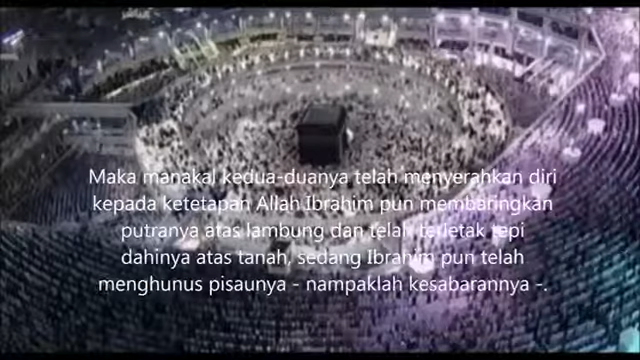 Maka manakal kedua-duanya telah menyerahkan diri
kepada ketetapan Allah,Ibrahim pun membaringkan
putranya atas lambung dan telah terletak tepi
dahinya atas tanah, sedang Ibrahim pun telah
menghunus pisaunya - nampaklah kesabarannya -.